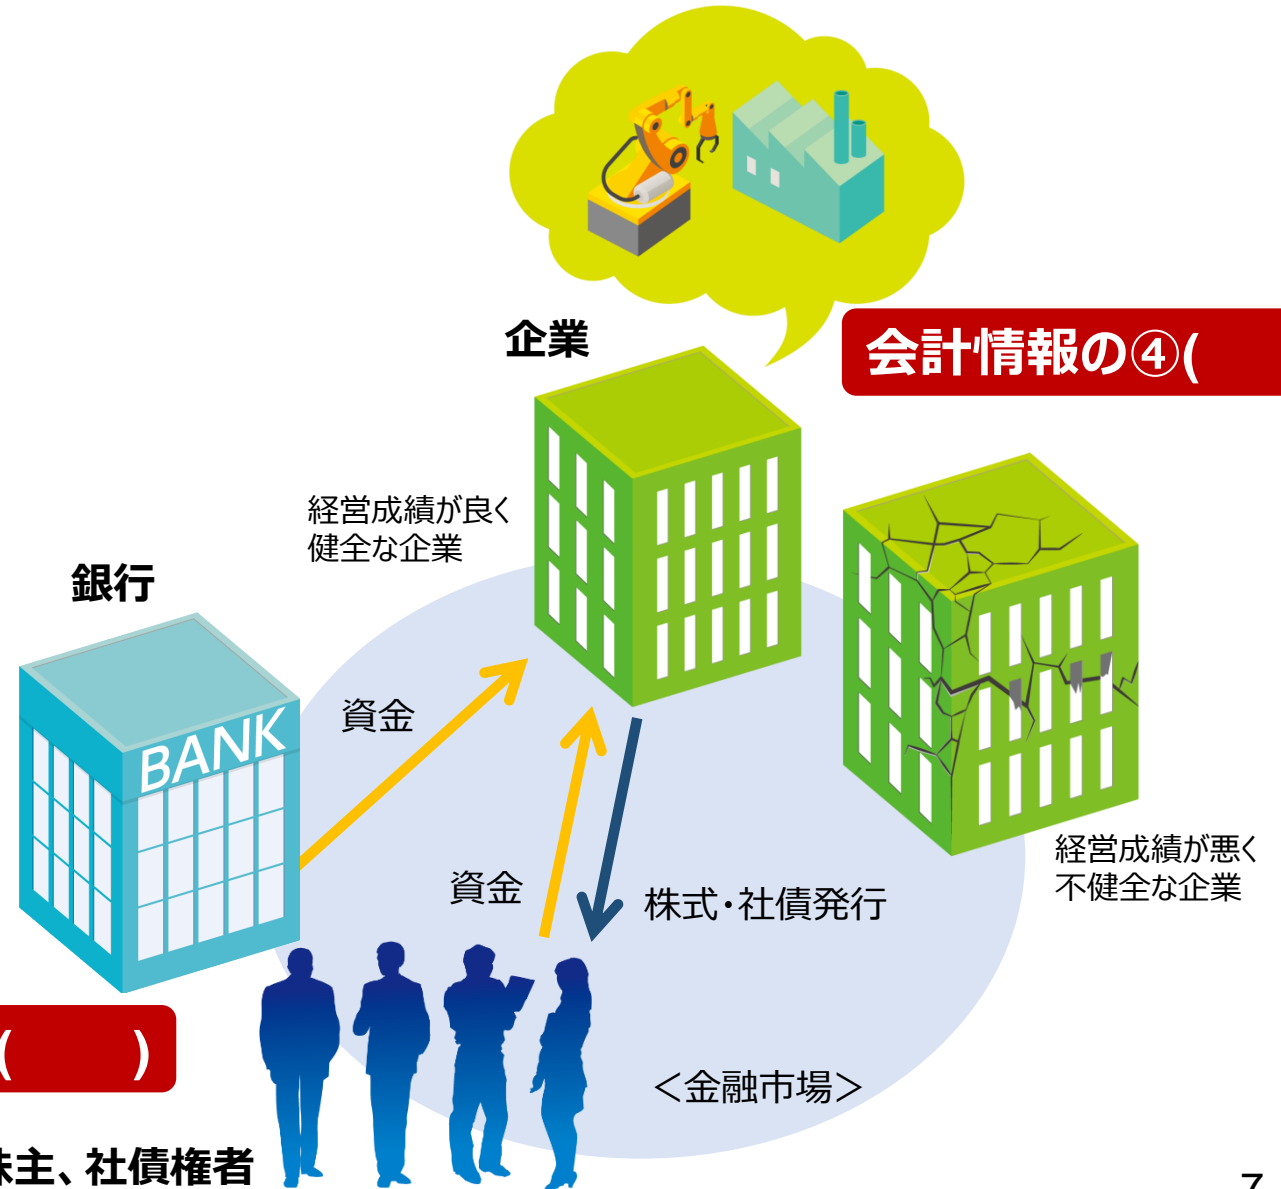 企業
会計情報の④(
経営成績が良く
健全な企業
銀行
BANK
資金
資金
株式・社債発行
経営成績が悪く
不健全な企業
( )
＜金融市場＞
株主、社債権者
7